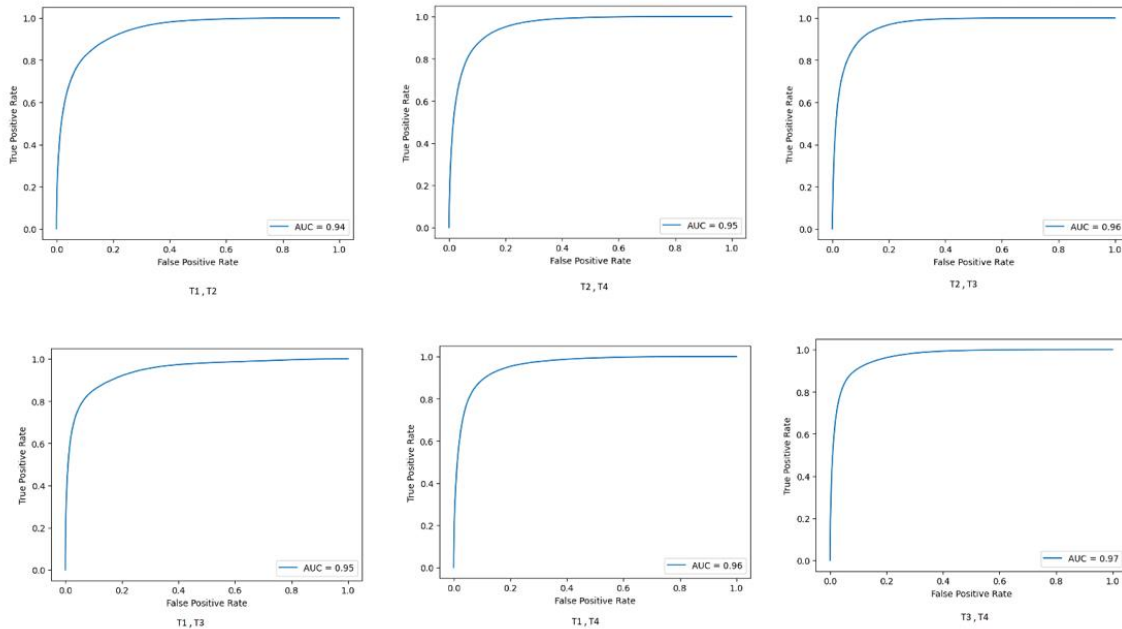 1.0
0.8
0.6
0.4
0.2
0.0
True Positive Rate
AUC = 0.94
0.0 0.2 0.4 0.6 0.8 1.0
False Positive Rate
T1 , T2
1.0
0.8
0.6
0.4
0.2
0.0
True Positive Rate
AUC = 0.95
0.0 0.2 0.4 0.6 0.8 1.0
False Positive Rate
T2 , T4
1.0
0.8
0.6
0.4
0.2
0.0
True Positive Rate
AUC = 0.96
0.0 0.2 0.4 0.6 0.8 1.0
False Positive Rate
T2 , T3
1.0
0.8
0.6
0.4
0.2
0.0
True Positive Rate
AUC = 0.95
0.0 0.2 0.4 0.6 0.8 1.0
False Positive Rate
T1 , T3
1.0
0.8
0.6
0.4
0.2
0.0
True Positive Rate
AUC = 0.96
0.0 0.2 0.4 0.6 0.8 1.0
False Positive Rate
T1 , T4
1.0
0.8
0.6
0.4
0.2
0.0
True Positive Rate
AUC = 0.97
0.0 0.2 0.4 0.6 0.8 1.0
False Positive Rate
T3 , T4